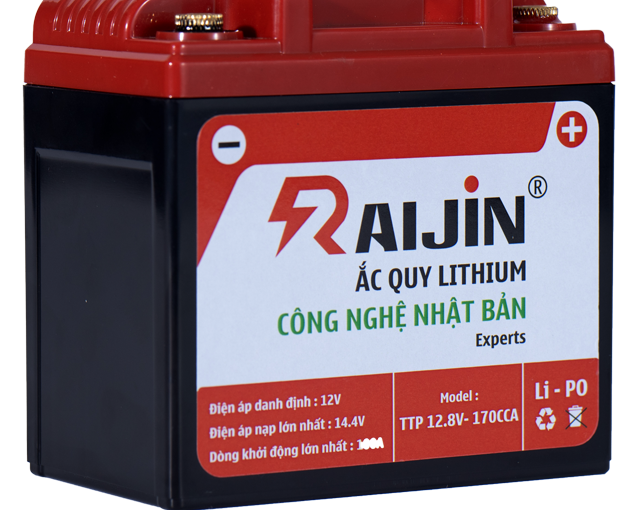 RAIJIN®
ẮC QUY LITHIUM
CÔNG NGHỆ NHẬT BẢN
Experts
Điện áp danh định : 12V
Điện áp nạp lớn nhất : 14.4V
Dòng khởi động lớn nhất :
Model :
TTP 12.8V- 170CCA
Li - PO